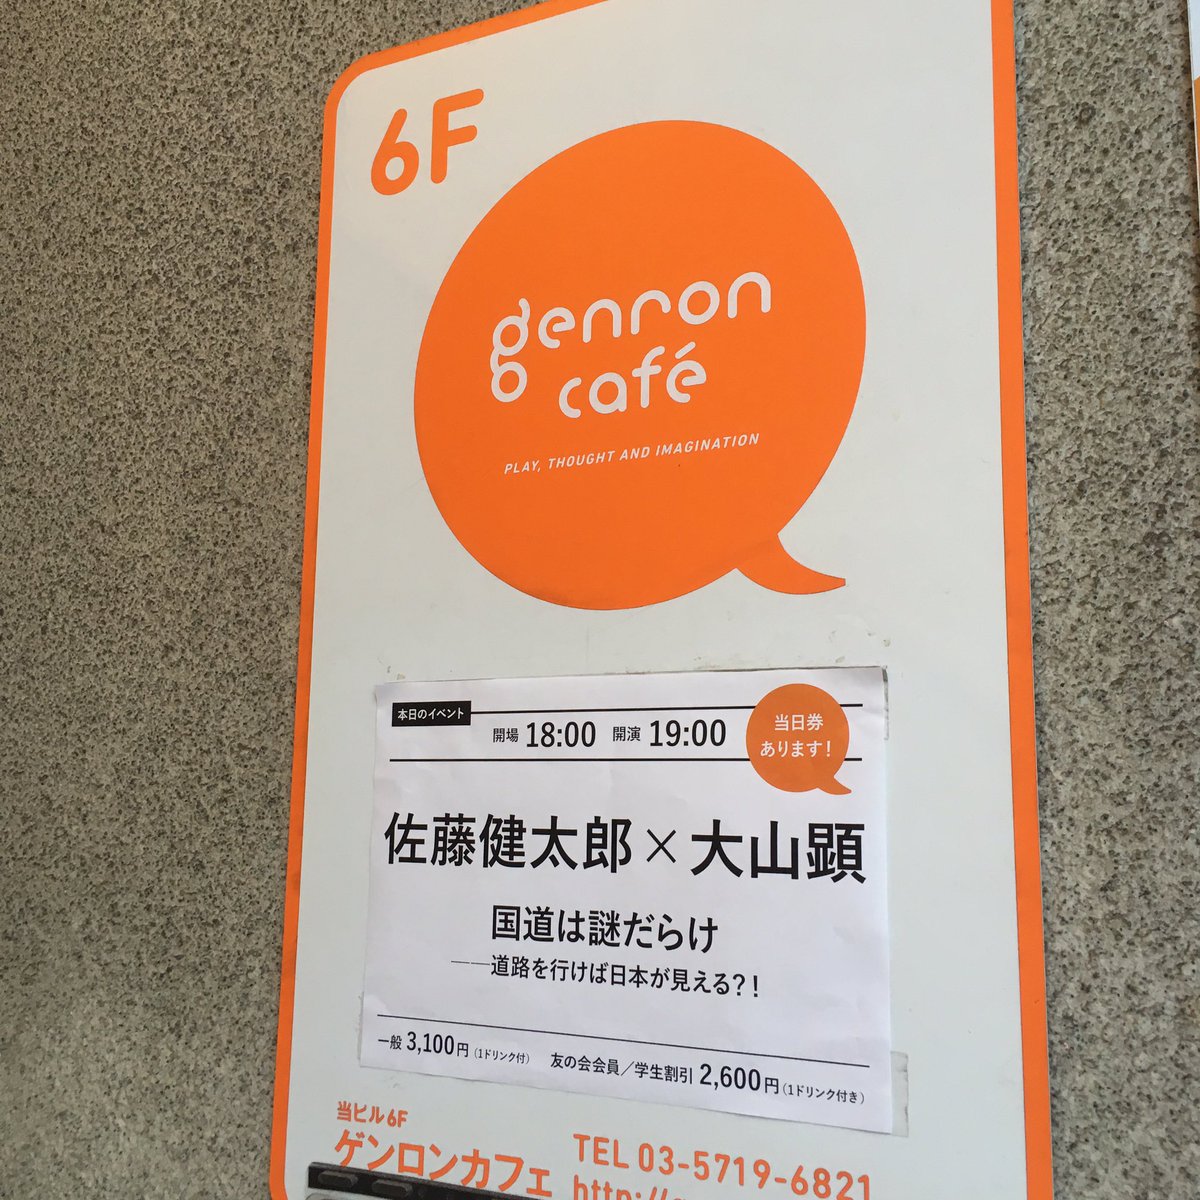 6F
genron
café
PLAY, THOUGHT AND IMAGINATION
本日のイベント
開場 18:00 開演 19:00
当日券
あります!
佐藤健太郎×大山顕
国道は謎だらけ
――道路を行けば日本が見える?!
一般 3,100円(1ドリンク付) 友の会会員/学生割引 2,600円(1ドリンク付き)
当ビル6F
ゲンロンカフェ
TEL 03-5719-6821
http://